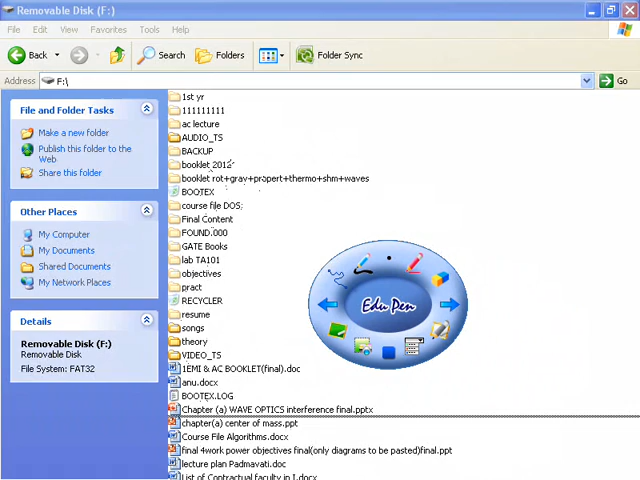 Removable Disk (F:)
File Edit View Favorites Tools Help
Back Search Folders Folder Sync
Address F:\ Go
File and Folder Tasks
Make a new folder
Publish this folder to the
Web
Share this folder
Other Places
My Computer
My Documents
Shared Documents
My Network Places
Details
Removable Disk (F:)
Removable Disk
File System: FAT32
1st yr
111111111
ac lecture
AUDIO_TS
BACKUP
booklet 2012
booklet rot+grav+propert+thermo+shm+waves
BOOTEX
course file DOS;
Final Content
FOUND.000
GATE Books
lab TA101
objectives
pract
RECYCLER
resume
songs
theory
VIDEO_TS
1EMI & AC BOOKLET(final).doc
anu.docx
BOOTEX.LOG
Chapter (a) WAVE OPTICS interference final.pptx
chapter(a) center of mass.ppt
Course File Algorithms.docx
final 4work power objectives final(only diagrams to be pasted)final.ppt
lecture plan Padmavati.doc
List of Contractual faculty in I.docx
Edu Pen